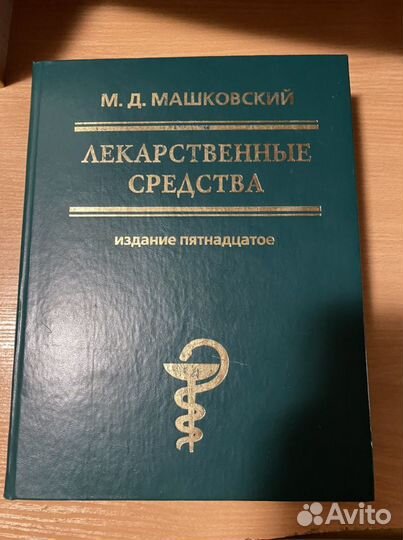 М. Д. МАШКОВСКИЙ
ЛЕКАРСТВЕННЫЕ
СРЕДСТВА
издание пятнадцатое
Avito